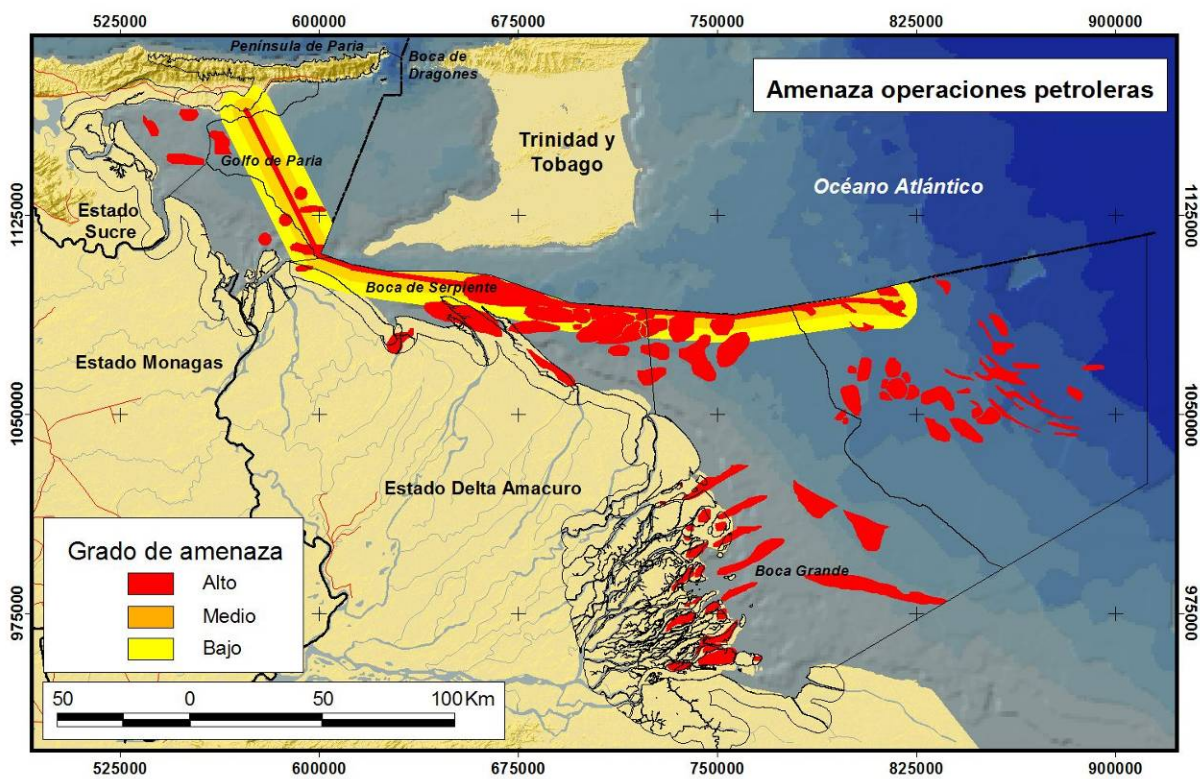 525000 600000 675000 750000 825000 900000
Península de Paria
Boca de
Dragones
Amenaza operaciones petroleras
Trinidad y
Tobago
Golfo de Paria
Océano Atlántico
1125000
1125000
Estado
Sucre
Boca de Serpiente
Estado Monagas
1050000
1050000
Estado Delta Amacuro
Grado de amenaza
Alto
Medio
Bajo
Boca Grande
975000
975000
50 0 50 100 Km
525000 600000 675000 750000 825000 900000